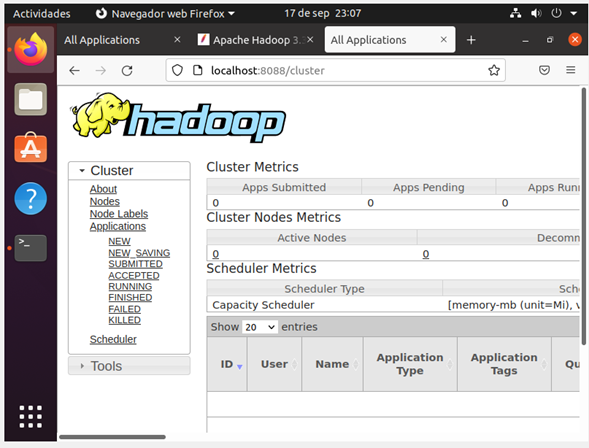 Actividades
Navegador web Firefox
17 de sep 23:07
All Applications
Apache Hadoop 3.
All Applications
localhost:8088/cluster
hadoop
Cluster
About
Nodes
Node Labels
Applications
NEW
NEW_SAVING
SUBMITTED
ACCEPTED
RUNNING
FINISHED
FAILED
KILLED
Scheduler
Tools
Cluster Metrics
Apps Submitted Apps Pending Apps Runn
0 0 0
Cluster Nodes Metrics
Active Nodes Decomm
0 0
Scheduler Metrics
Scheduler Type Sch
Capacity Scheduler [memory-mb (unit=Mi), v
Show 20 entries
ID User Name Application Type Application Tags Qu